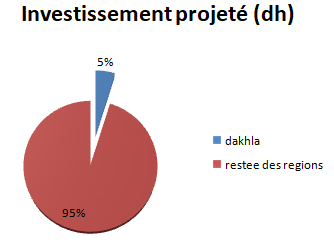 Investissement projeté (dh)
5%
dakhla
restee des regions
95%